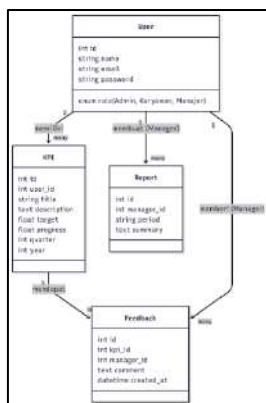 User
int id
string name
string email
string password
enum role(Admin, Karyawan, Manajer)
1
1
1
memiliki
membuat (Manager)
many
many
memberi (Manager)
KPI
int id
int user_id
string title
text description
float target
float progress
int quarter
int year
Report
int id
int manager_id
string period
text summary
1
mendapat
many
Feedback
int id
int kpi_id
int manager_id
text comment
datetime created_at